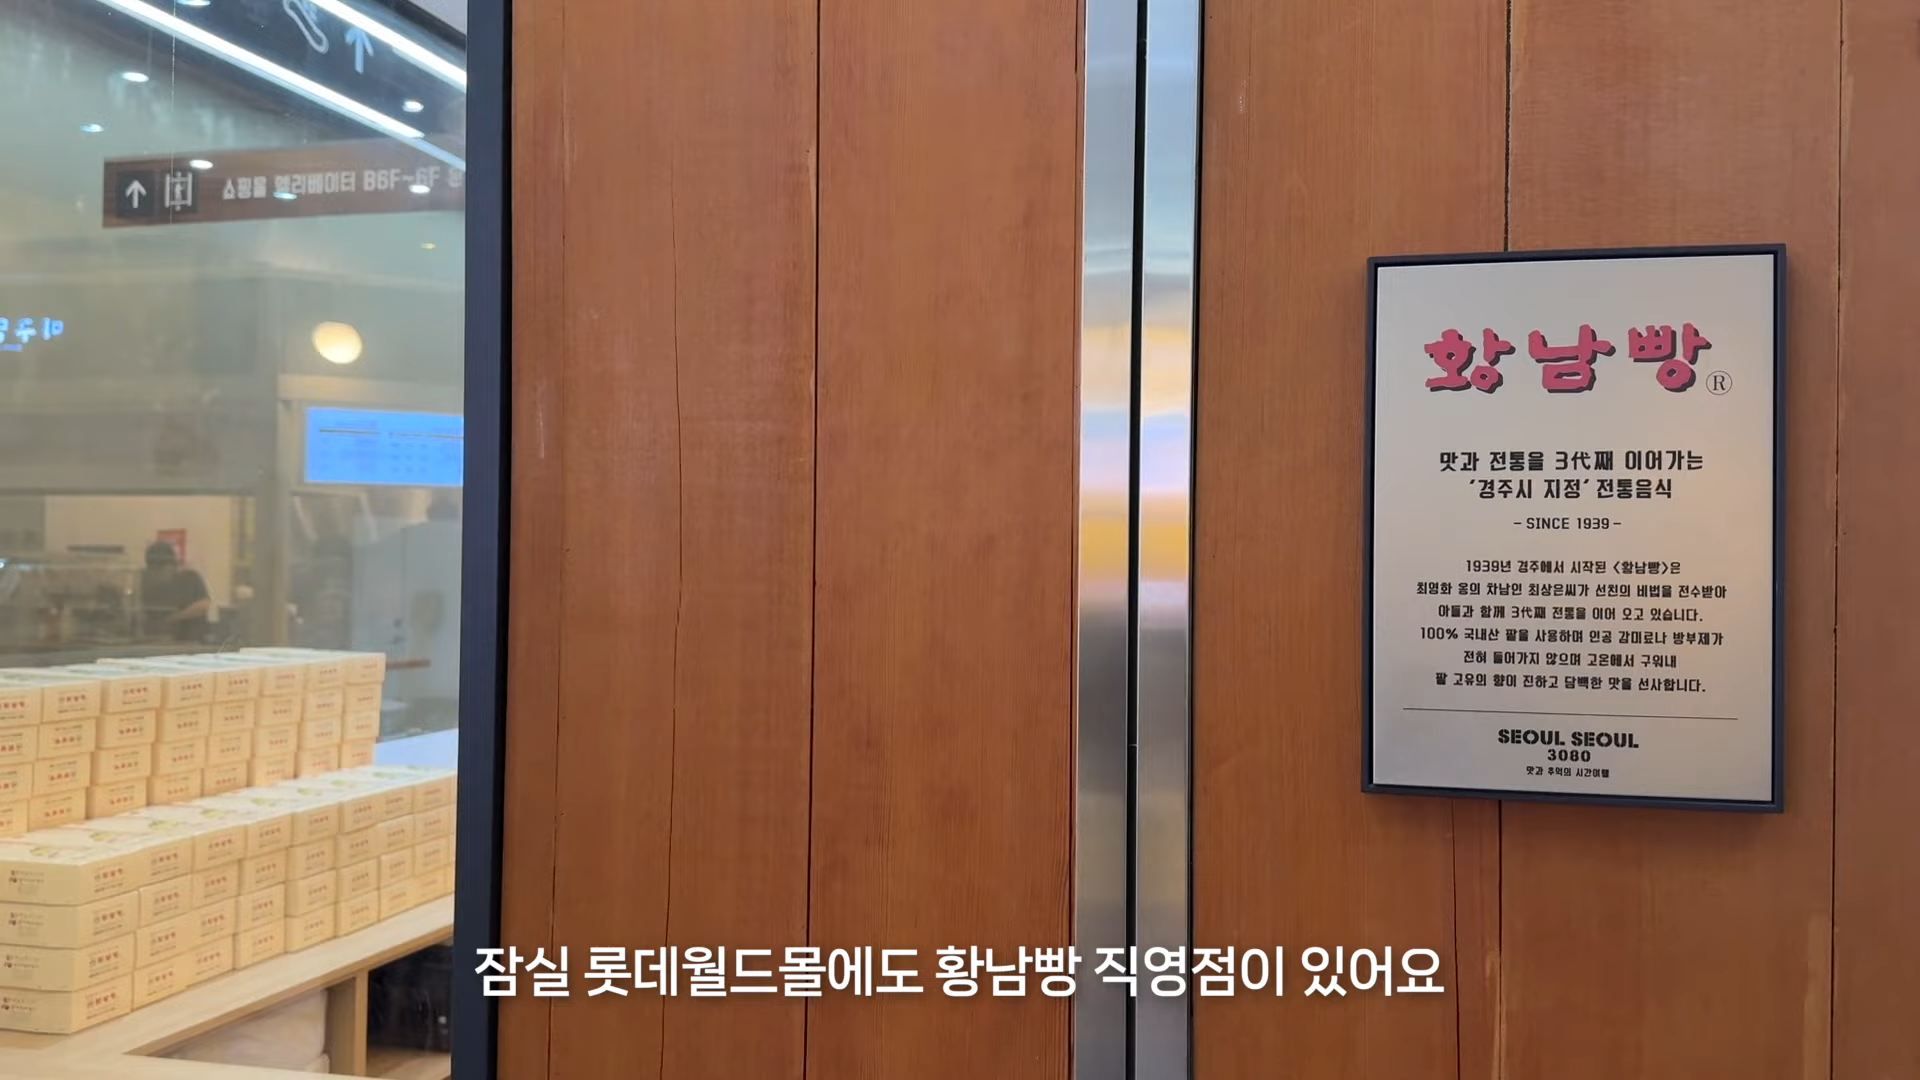 쇼핑몰 엘리베이터 B6F~6F
황남빵®
맛과 전통을 3代째 이어가는
'경주시 지정' 전통음식
- SINCE 1939 -
1939년 경주에서 시작된 <황남빵>은
최영화 옹의 차남인 최상은씨가 선친의 비법을 전수받아
아들과 함께 3代째 전통을 이어 오고 있습니다.
100% 국내산 팥을 사용하며 인공 감미료나 방부제가
전혀 들어가지 않으며 고온에서 구워내
팥 고유의 향이 진하고 담백한 맛을 선사합니다.
SEOUL SEOUL
3080
맛과 추억의 시간여행
잠실 롯데월드몰에도 황남빵 직영점이 있어요